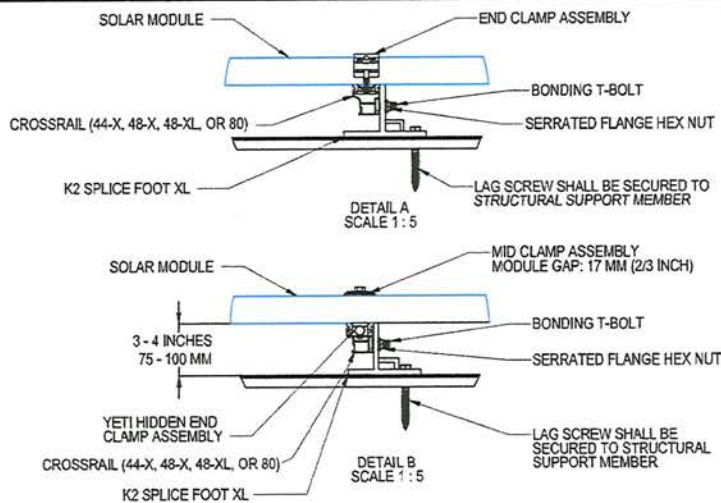 SOLAR MODULE
END CLAMP ASSEMBLY
BONDING T-BOLT
CROSSRAIL (44-X, 48-X, 48-XL, OR 80)
SERRATED FLANGE HEX NUT
K2 SPLICE FOOT XL
LAG SCREW SHALL BE SECURED TO
STRUCTURAL SUPPORT MEMBER
DETAIL A
SCALE 1 : 5
SOLAR MODULE
MID CLAMP ASSEMBLY
MODULE GAP: 17 MM (2/3 INCH)
3 - 4 INCHES
75 - 100 MM
BONDING T-BOLT
SERRATED FLANGE HEX NUT
YETI HIDDEN END
CLAMP ASSEMBLY
LAG SCREW SHALL BE
SECURED TO STRUCTURAL
SUPPORT MEMBER
CROSSRAIL (44-X, 48-X, 48-XL, OR 80)
DETAIL B
SCALE 1 : 5
K2 SPLICE FOOT XL